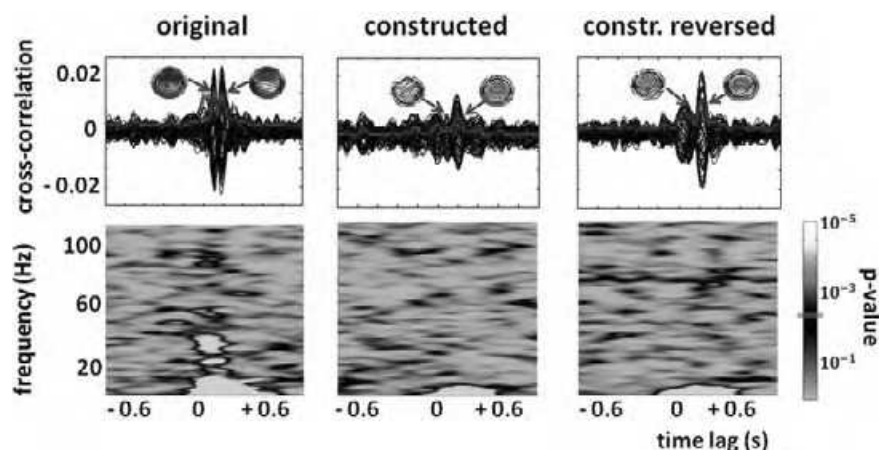 original constructed constr. reversed
cross-correlation
0.02
0
- 0.02
frequency (Hz)
100
60
20
- 0.6 0 + 0.6 - 0.6 0 + 0.6 - 0.6 0 + 0.6
time lag (s)
10-5
10-3
10-1
p-value